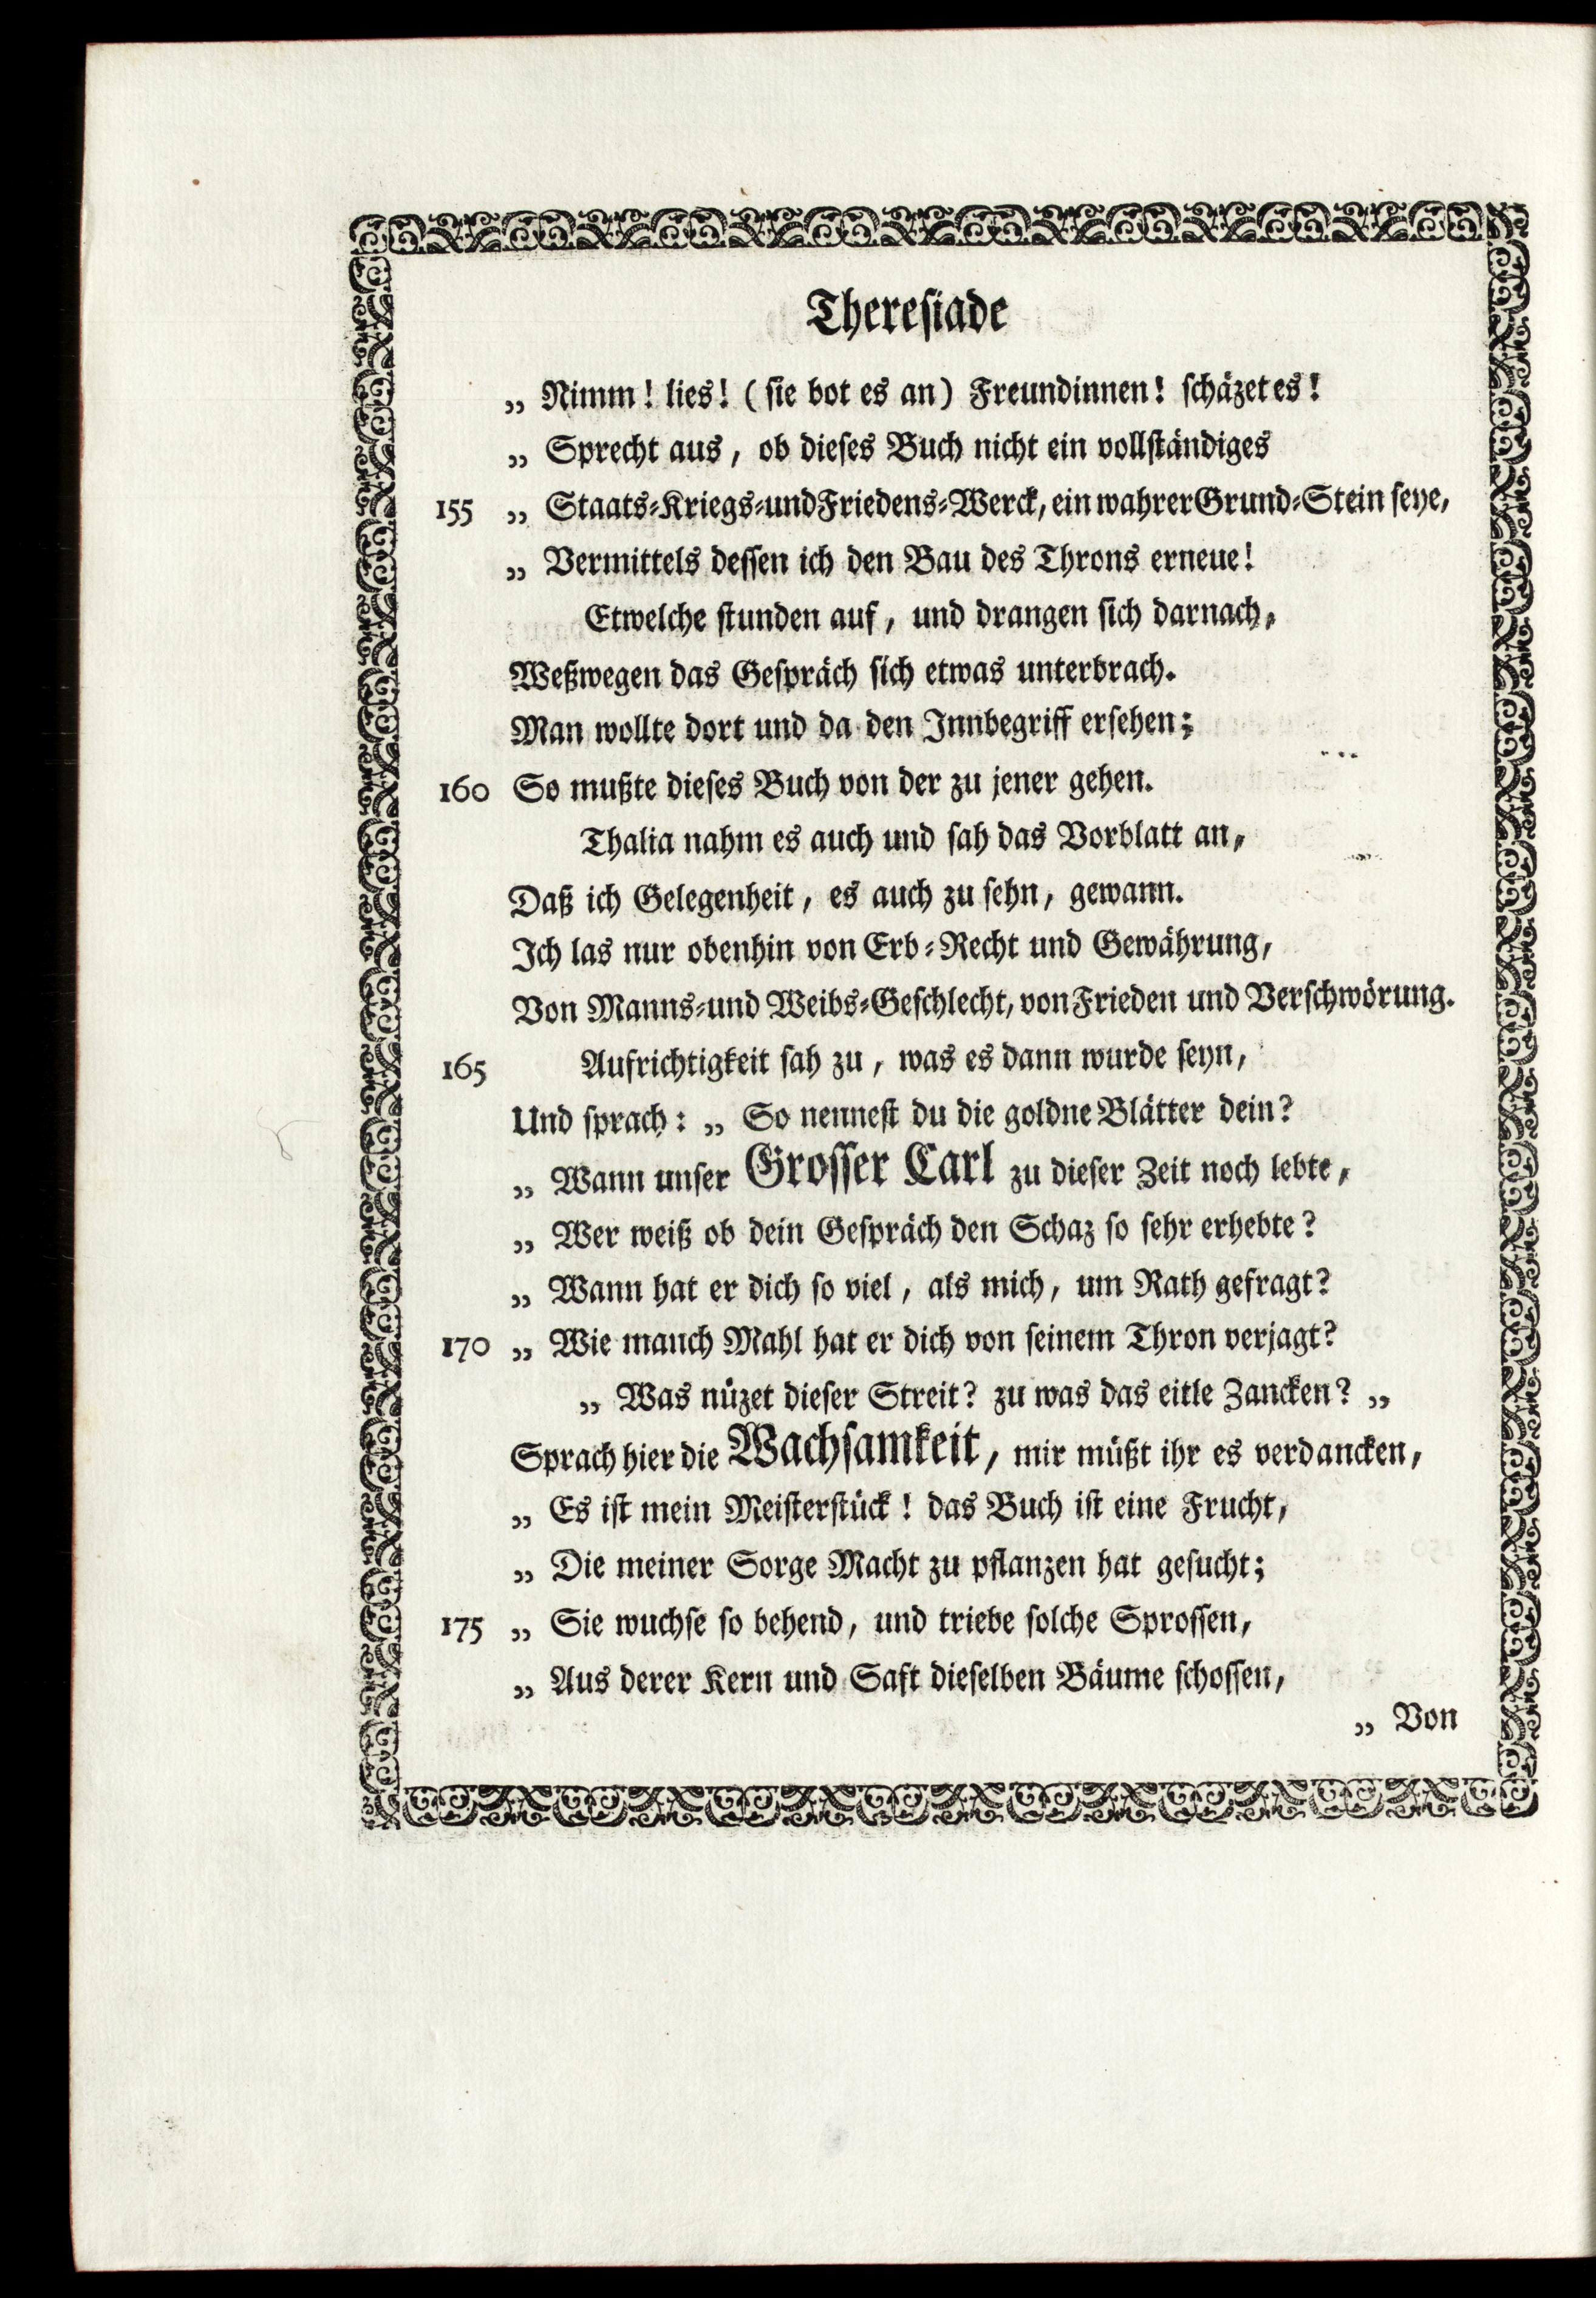 Theresiade
„ Nimm! lies! (sie bot es an) Freundinnen! schäzet es!
„ Sprecht aus, ob dieses Buch nicht ein vollständiges
155 „ Staats-Kriegs-und Friedens-Werck, ein wahrer Grund-Stein seye,
„ Vermittels dessen ich den Bau des Throns erneue!
Etwelche stunden auf, und drangen sich darnach,
Weßwegen das Gespräch sich etwas unterbrach.
Man wollte dort und da den Innbegriff ersehen;
160 So mußte dieses Buch von der zu jener gehen.
Thalia nahm es auch und sah das Vorblatt an,
Daß ich Gelegenheit, es auch zu sehn, gewann.
Ich las nur obenhin von Erb-Recht und Gewährung,
Von Manns-und Weibs-Geschlecht, von Frieden und Verschwörung.
165 Aufrichtigkeit sah zu, was es dann wurde seyn,
Und sprach: „ So nennest du die goldne Blätter dein?
„ Wann unser Grosser Carl zu dieser Zeit noch lebte,
„ Wer weiß ob dein Gespräch den Schaz so sehr erhebte?
„ Wann hat er dich so viel, als mich, um Rath gefragt?
170 „ Wie manch Mahl hat er dich von seinem Thron verjagt?
„ Was nüzet dieser Streit? zu was das eitle Zancken? „
Sprach hier die Wachsamkeit, mir müßt ihr es verdancken,
„ Es ist mein Meisterstück! das Buch ist eine Frucht,
„ Die meiner Sorge Macht zu pflanzen hat gesucht;
175 „ Sie wuchse so behend, und triebe solche Sprossen,
„ Aus derer Kern und Saft dieselben Bäume schossen,
„ Von